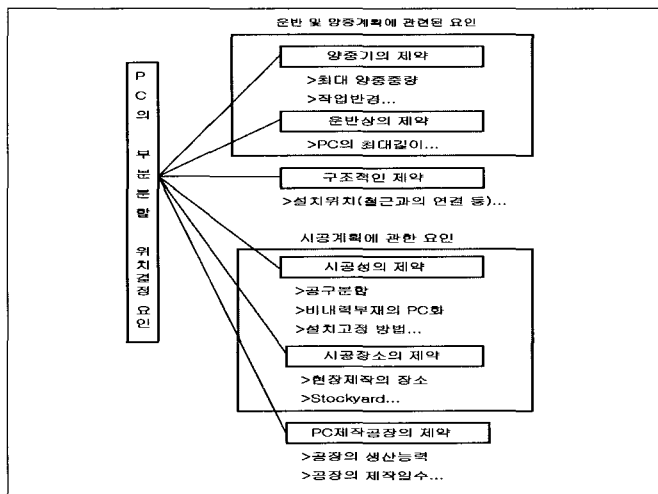 운반 및 양중계획에 관련된 요인
PC의 부분분할 위치결정 요인
양중기의 제약
>최대 양중중량
>작업반경...
운반상의 제약
>PC의 최대길이...
구조적인 제약
>설치위치(철근과의 연결 등)...
시공계획에 관한 요인
시공성의 제약
>공구분할
>비내력부재의 PC화
>설치고정 방법...
시공장소의 제약
>현장제작의 장소
>Stockyard...
PC제작공장의 제약
>공장의 생산능력
>공장의 제작일수...